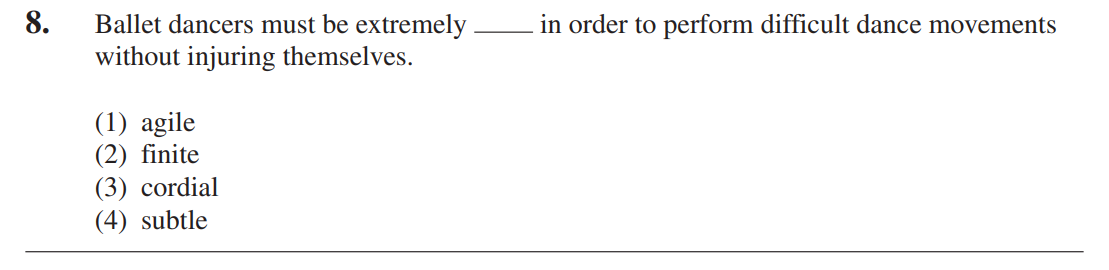 8. Ballet dancers must be extremely ____ in order to perform difficult dance movements
without injuring themselves.
(1) agile
(2) finite
(3) cordial
(4) subtle